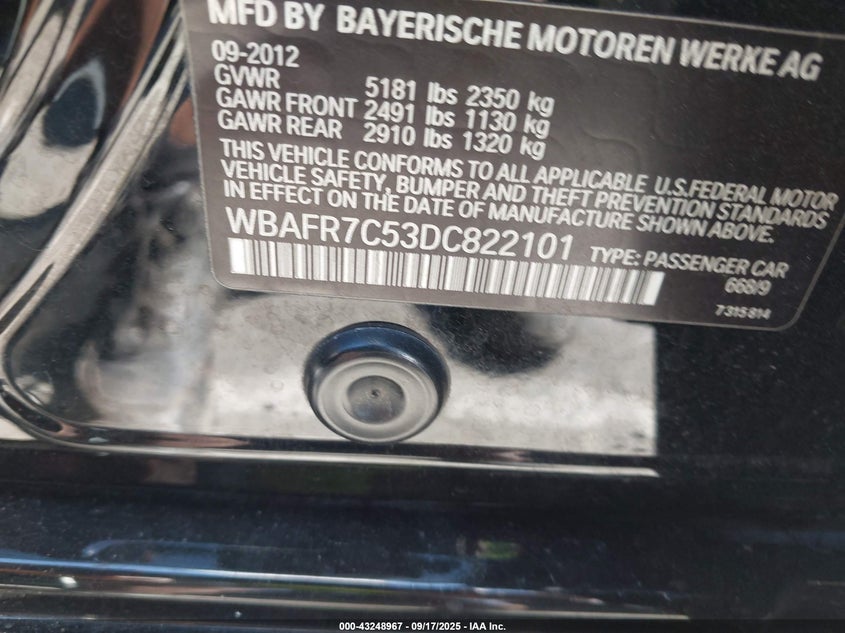 MFD BY BAYERISCHE MOTOREN WERKE AG
09-2012
GVWR 5181 lbs 2350 kg
GAWR FRONT 2491 lbs 1130 kg
GAWR REAR 2910 lbs 1320 kg
THIS VEHICLE CONFORMS TO ALL APPLICABLE U.S.FEDERAL MOTOR
VEHICLE SAFETY, BUMPER AND THEFT PREVENTION STANDARDS
IN EFFECT ON THE DATE OF MANUFACTURE SHOWN ABOVE.
WBAFR7C53DC822101 TYPE: PASSENGER CAR
668/9
7315814
000-43248967 - 09/17/2025 - IAA Inc.